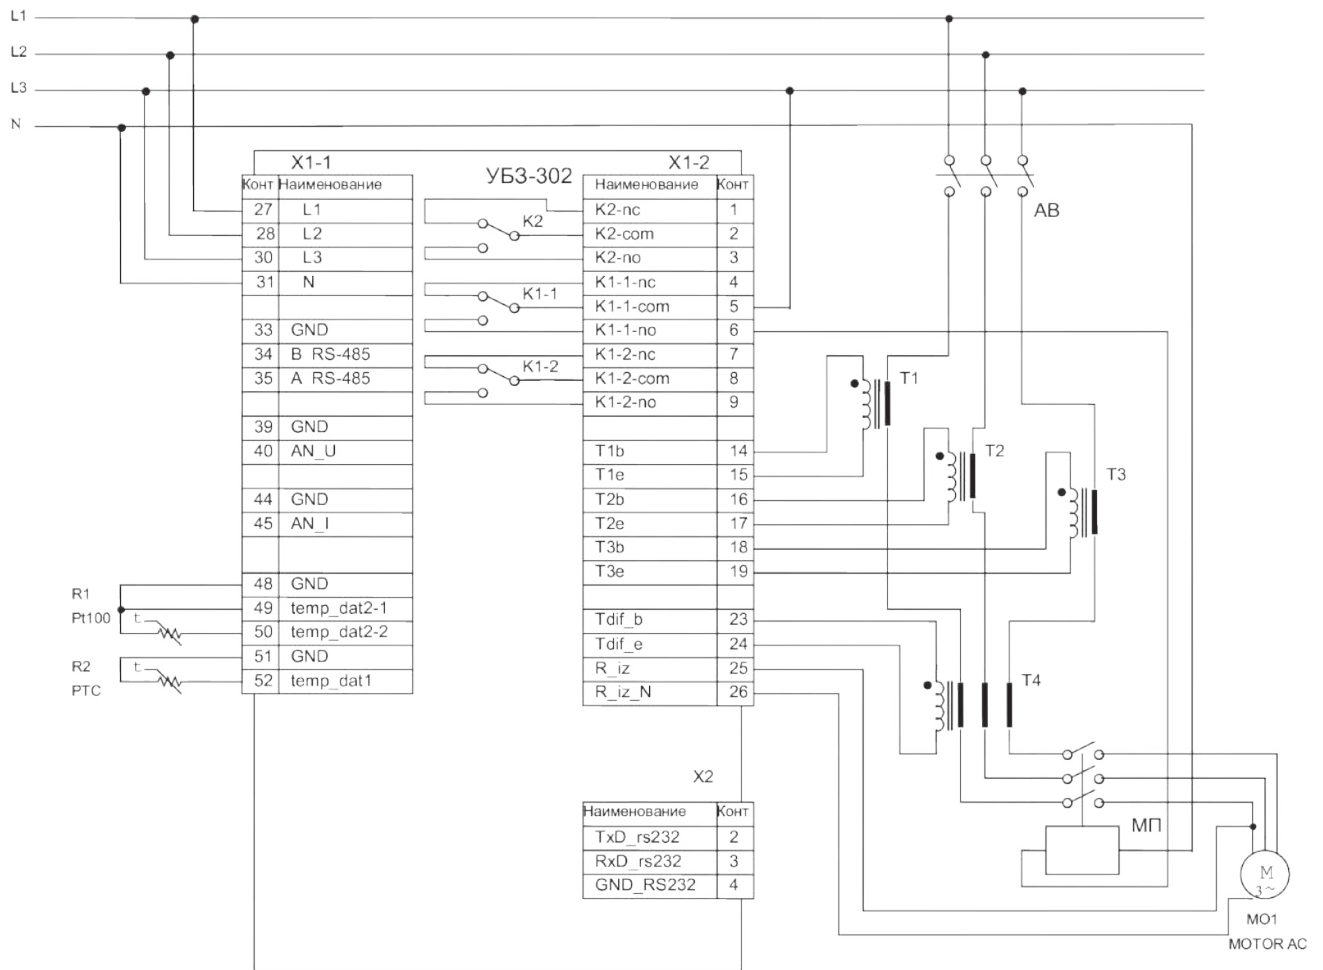 L1
L2
L3
N
X1-1
УБЗ-302
X1-2
Конт Наименование
27 L1
28 L2
30 L3
31 N
33 GND
34 B RS-485
35 A RS-485
39 GND
40 AN_U
44 GND
45 AN_I
48 GND
49 temp_dat2-1
50 temp_dat2-2
51 GND
52 temp_dat1
R1
Pt100
t
R2
PTC
t
K2
K1-1
K1-2
Наименование Конт
K2-nc 1
K2-com 2
K2-no 3
K1-1-nc 4
K1-1-com 5
K1-1-no 6
K1-2-nc 7
K1-2-com 8
K1-2-no 9
T1b 14
T1e 15
T2b 16
T2e 17
T3b 18
T3e 19
Tdif_b 23
Tdif_e 24
R_iz 25
R_iz_N 26
X2
Наименование Конт
TxD_rs232 2
RxD_rs232 3
GND_RS232 4
АВ
T1
T2
T3
T4
МП
M
3~
MO1
MOTOR AC